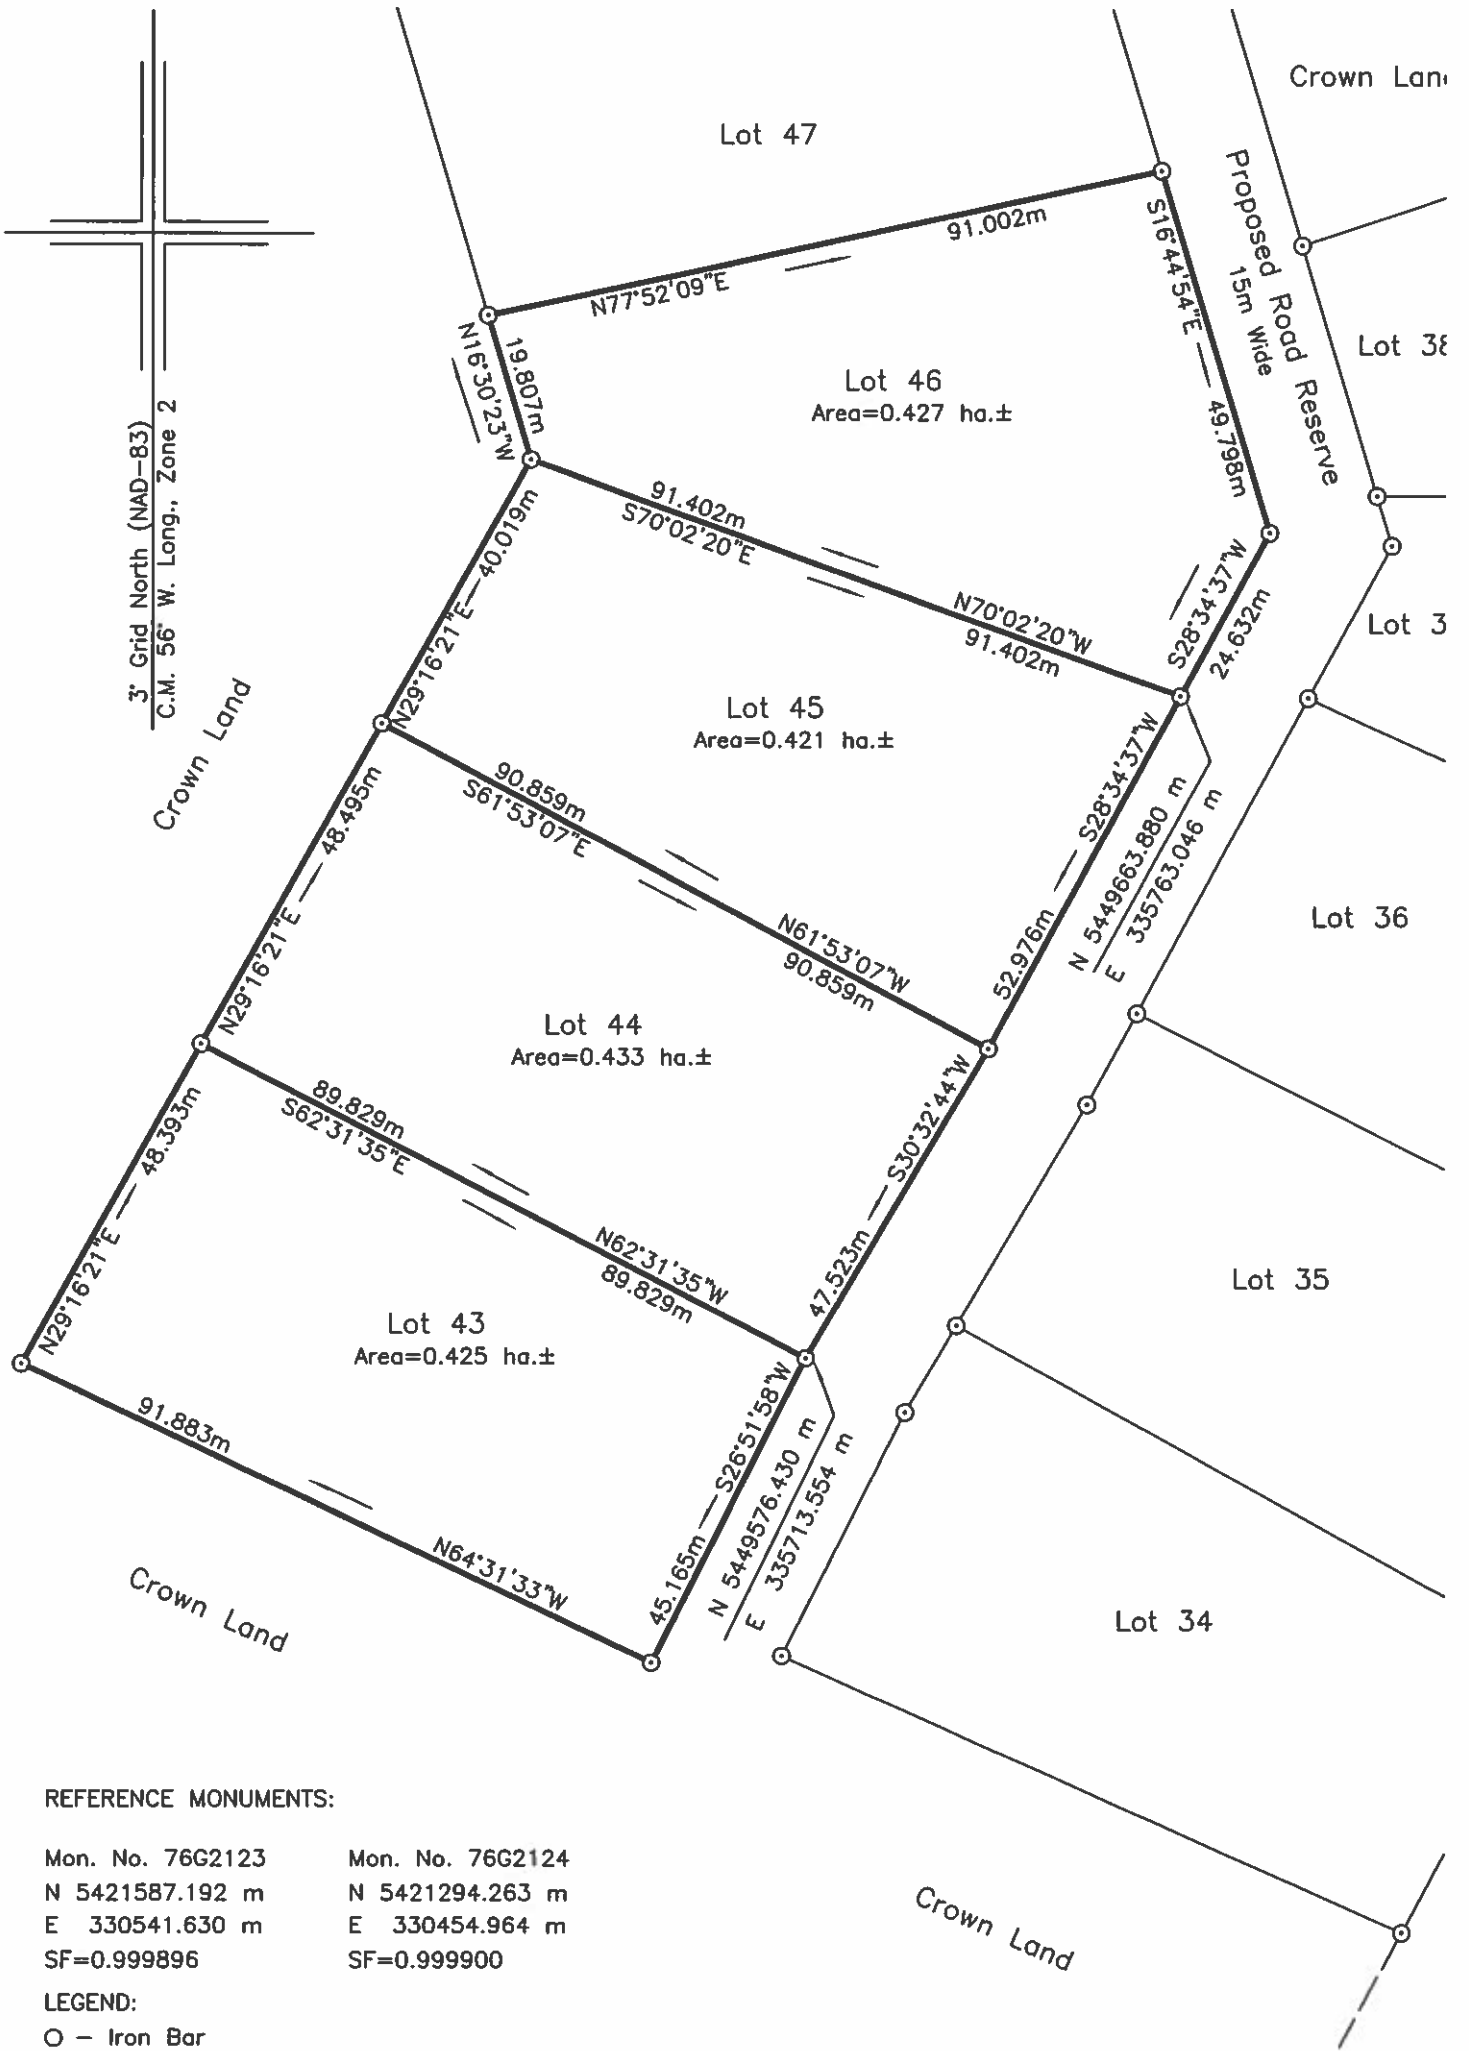 Crown Lan
Lot 47
Proposed Road Reserve
15m Wide
91.002m
N77°52'09"E
S16°44'54"E
49.798m
N16°30'23"W
19.807m
Lot 46
Area=0.427 ha.±
Lot 38
3° Grid North (NAD-83)
C.M. 56° W. Long., Zone 2
91.402m
S70°02'20"E
N70°02'20"W
91.402m
S28°34'37"W
24.632m
Lot 3
N29°16'21"E
40.019m
Crown Land
Lot 45
Area=0.421 ha.±
S28°34'37"W
52.976m
N 5449663.880 m
E 335763.046 m
90.859m
S61°53'07"E
N61°53'07"W
90.859m
Lot 36
N29°16'21"E
48.495m
Lot 44
Area=0.433 ha.±
S30°32'44"W
47.523m
89.829m
S62°31'35"E
N62°31'35"W
89.829m
Lot 35
N29°16'21"E
48.393m
Lot 43
Area=0.425 ha.±
S26°51'58"W
45.165m
N 5449576.430 m
E 335713.554 m
91.883m
N64°31'33"W
Crown Land
Lot 34
Crown Land
REFERENCE MONUMENTS:
Mon. No. 76G2123
N 5421587.192 m
E 330541.630 m
SF=0.999896
Mon. No. 76G2124
N 5421294.263 m
E 330454.964 m
SF=0.999900
LEGEND:
O - Iron Bar